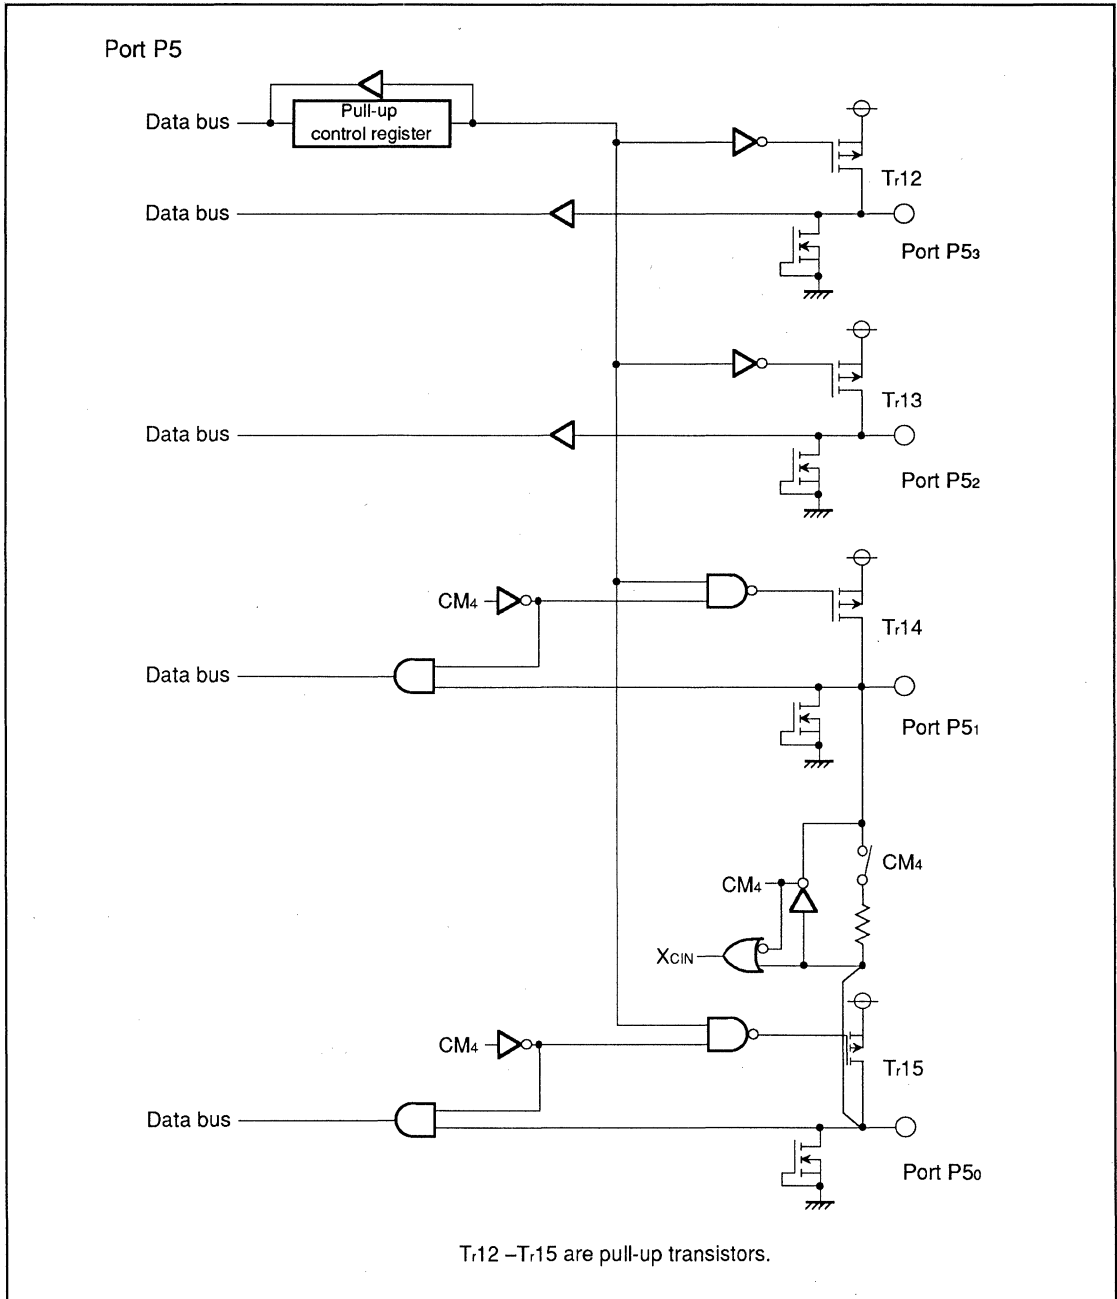 Port P5
Data bus
Pull-up
control register
Tr12
Data bus
Port P53
Tr13
Data bus
Port P52
CM4
Tr14
Data bus
Port P51
CM4
CM4
XCIN
CM4
Tr15
Data bus
Port P50
Tr12 –Tr15 are pull-up transistors.